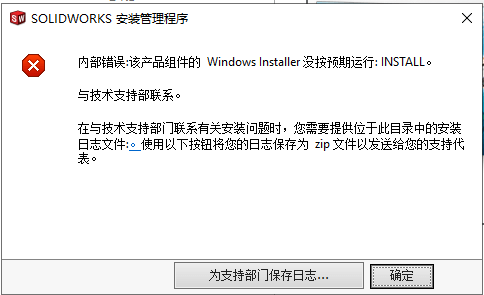 SW SOLIDWORKS 安装管理程序
内部错误:该产品组件的 Windows Installer 没按预期运行: INSTALL。
与技术支持部联系。
在与技术支持部门联系有关安装问题时，您需要提供位于此目录中的安装
日志文件:。使用以下按钮将您的日志保存为 zip 文件以发送给您的支持代
表。
为支持部门保存日志...
确定